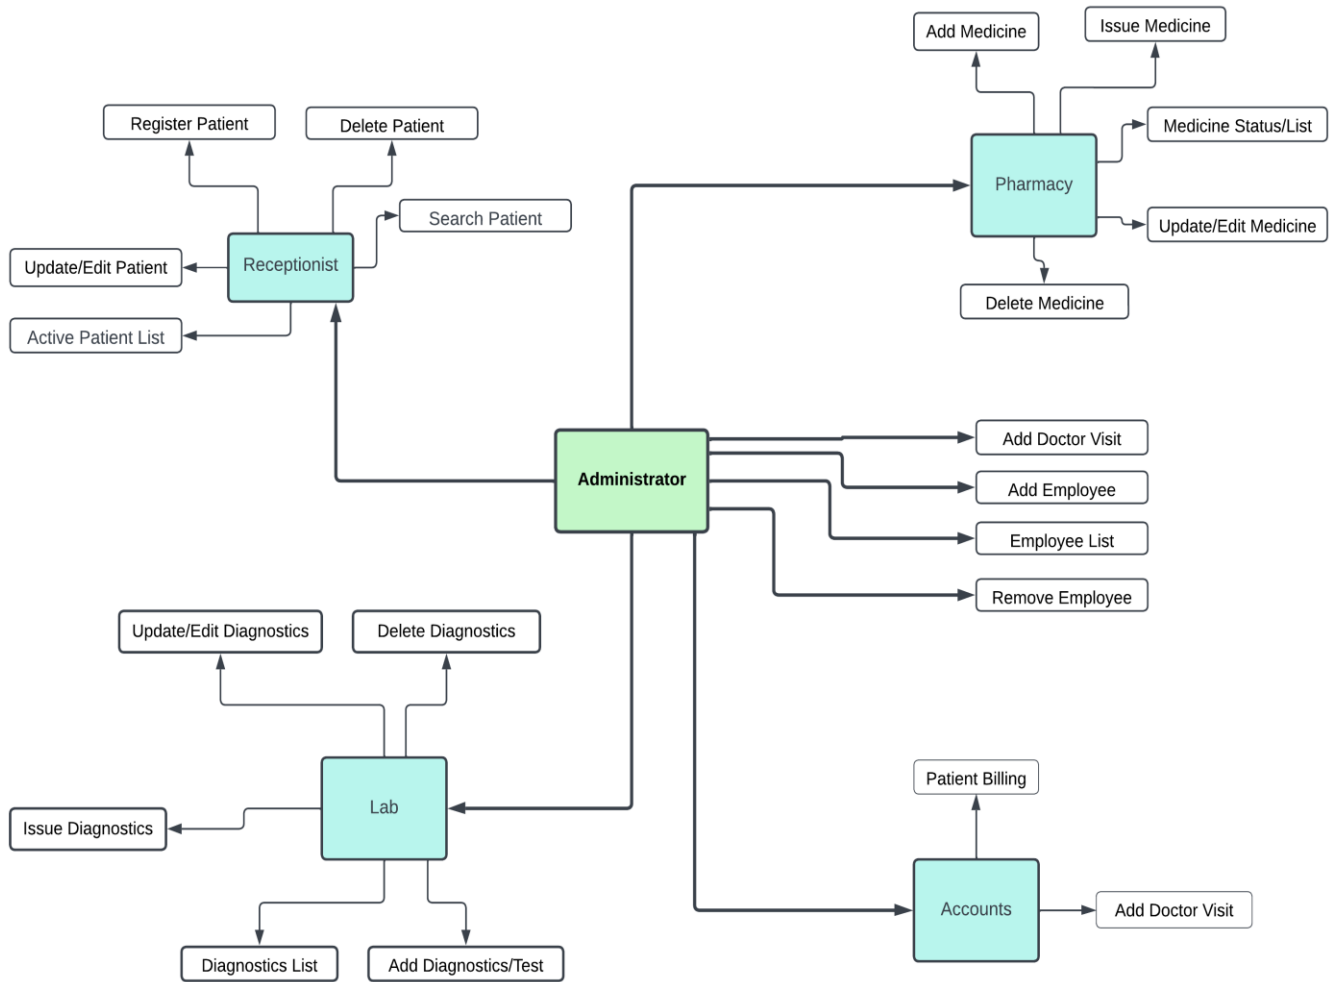 Add Medicine
Issue Medicine
Register Patient
Delete Patient
Medicine Status/List
Pharmacy
Search Patient
Update/Edit Medicine
Receptionist
Update/Edit Patient
Delete Medicine
Active Patient List
Add Doctor Visit
Administrator
Add Employee
Employee List
Remove Employee
Update/Edit Diagnostics
Delete Diagnostics
Patient Billing
Lab
Issue Diagnostics
Accounts
Add Doctor Visit
Diagnostics List
Add Diagnostics/Test